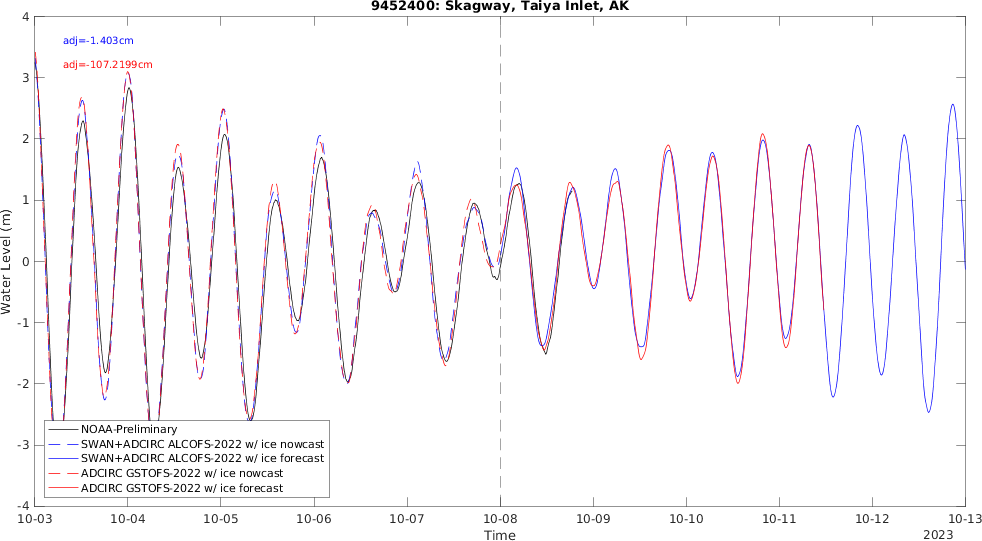 9452400: Skagway, Taiya Inlet, AK
adj=-1.403cm
adj=-107.2199cm
Water Level (m)
4
3
2
1
0
-1
-2
-3
-4
NOAA-Preliminary
SWAN+ADCIRC ALCOFS-2022 w/ ice nowcast
SWAN+ADCIRC ALCOFS-2022 w/ ice forecast
ADCIRC GSTOFS-2022 w/ ice nowcast
ADCIRC GSTOFS-2022 w/ ice forecast
10-03 10-04 10-05 10-06 10-07 10-08 10-09 10-10 10-11 10-12 10-13
Time
2023